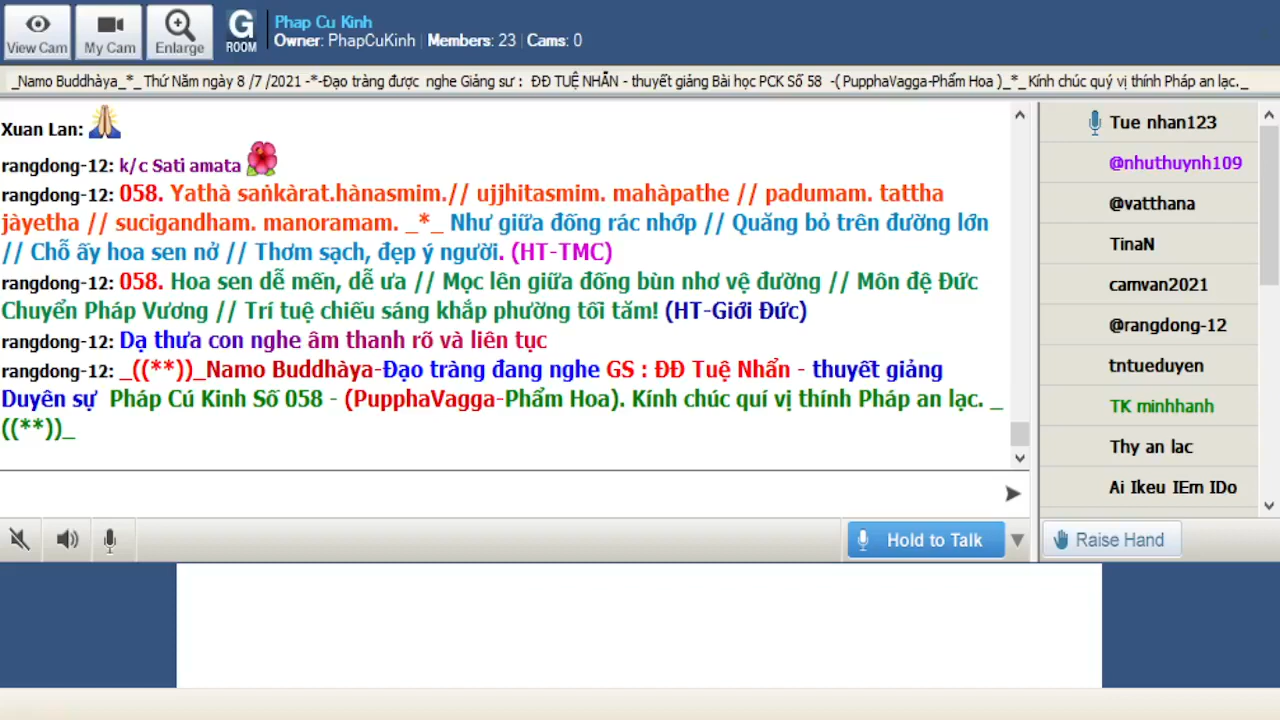 View Cam
My Cam
Enlarge
G
ROOM
Phap Cu Kinh
Owner: PhapCuKinh | Members: 23 | Cams: 0
_Namo Buddhàya_*_ Thứ Năm ngày 8 /7 /2021 -*-Đạo tràng được nghe Giảng sư : ĐĐ TUỆ NHẪN - thuyết giảng Bài học PCK Số 58 -( PupphaVagga-Phẩm Hoa )_*_ Kính chúc quý vị thính Pháp an lạc._
Xuan Lan:
rangdong-12: k/c Sati amata
rangdong-12: 058. Yathà saṅkàrat.hànasmim.// ujjhitasmim. mahàpathe // padumam. tattha
jàyetha // sucigandham. manoramam. _*_ Như giữa đống rác nhớp // Quăng bỏ trên đường lớn
// Chỗ ấy hoa sen nở // Thơm sạch, đẹp ý người. (HT-TMC)
rangdong-12: 058. Hoa sen dễ mến, dễ ưa // Mọc lên giữa đống bùn nhơ vệ đường // Môn đệ Đức
Chuyển Pháp Vương // Trí tuệ chiếu sáng khắp phường tối tăm! (HT-Giới Đức)
rangdong-12: Dạ thưa con nghe âm thanh rõ và liên tục
rangdong-12: _((**))_Namo Buddhàya-Đạo tràng đang nghe GS : ĐĐ Tuệ Nhẩn - thuyết giảng
Duyên sự Pháp Cú Kinh Số 058 - (PupphaVagga-Phẩm Hoa). Kính chúc quí vị thính Pháp an lạc. _
((**))_
Tue nhan123
@nhuthuynh109
@vatthana
TinaN
camvan2021
@rangdong-12
tntueduyen
TK minhhanh
Thy an lac
Ai Ikeu IEm IDo
Hold to Talk
Raise Hand